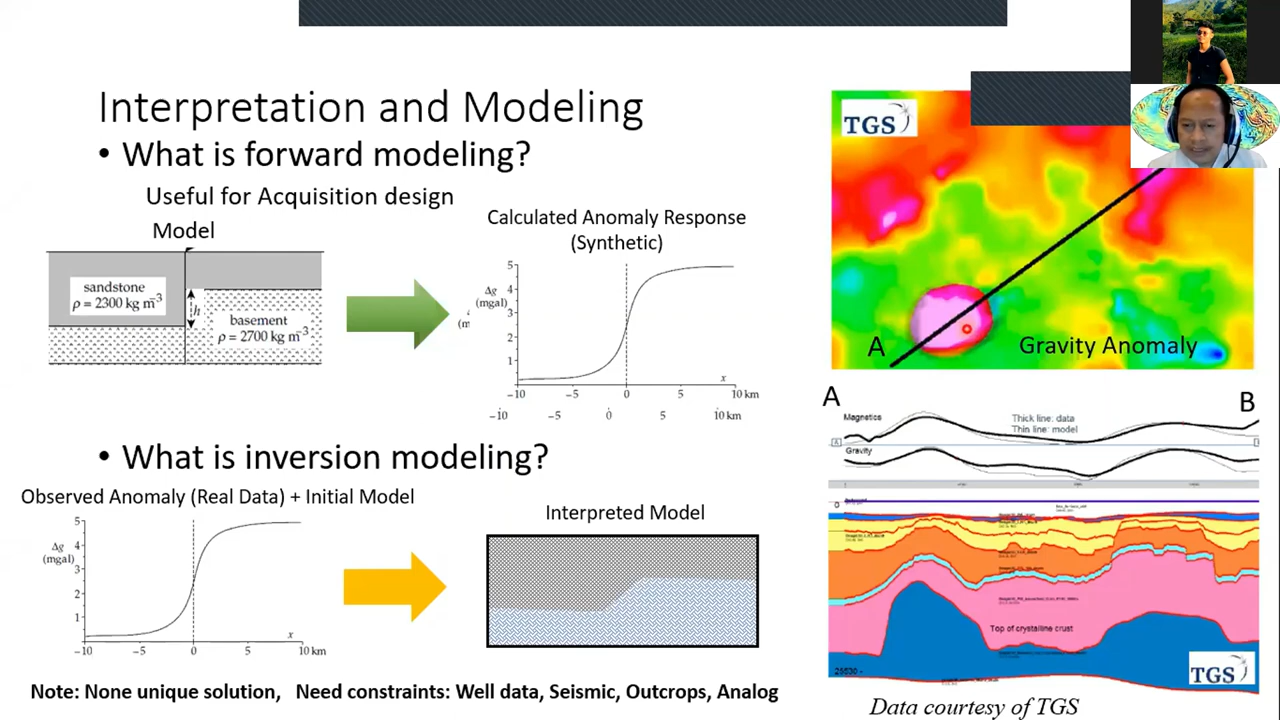 Interpretation and Modeling
• What is forward modeling?
Useful for Acquisition design
Model
sandstone
ρ = 2300 kg m⁻³
h
basement
ρ = 2700 kg m⁻³
Calculated Anomaly Response
(Synthetic)
Δg
(mgal)
(m
5
4
3
2
1
x
−10 −5 0 5 10 km
−10 −5 0 5 10 km
• What is inversion modeling?
Observed Anomaly (Real Data) + Initial Model
Δg
(mgal)
5
4
3
2
1
x
−10 −5 0 5 10 km
Interpreted Model
Note: None unique solution, Need constraints: Well data, Seismic, Outcrops, Analog
TGS
A
Gravity Anomaly
A B
Magnetics
Thick line: data
Thin line: model
A
Gravity
0
Top of crystalline crust
TGS
Data courtesy of TGS